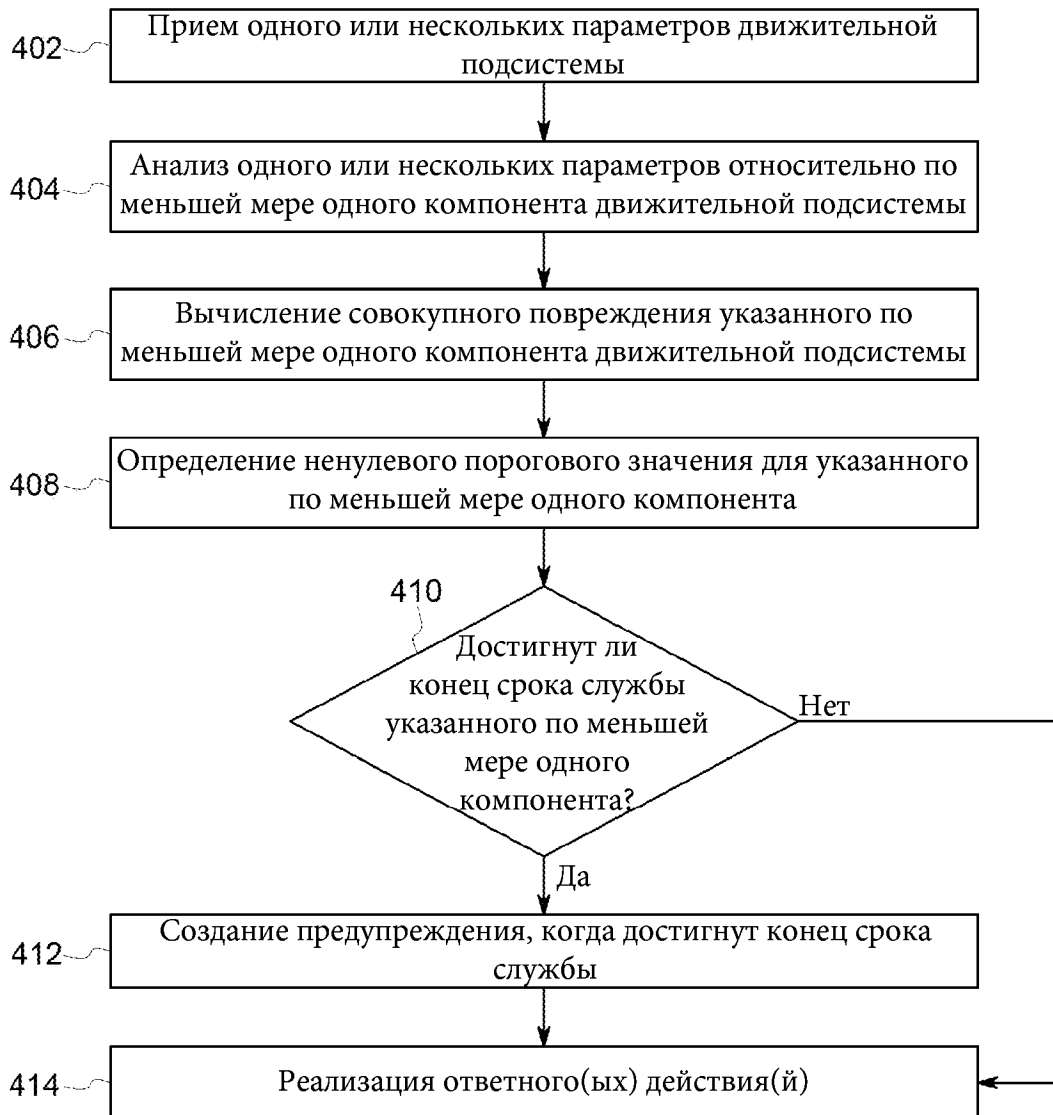 402
Прием одного или нескольких параметров движительной
подсистемы
404
Анализ одного или нескольких параметров относительно по
меньшей мере одного компонента движительной подсистемы
406
Вычисление совокупного повреждения указанного по
меньшей мере одного компонента движительной подсистемы
408
Определение ненулевого порогового значения для указанного
по меньшей мере одного компонента
410
Достигнут ли
конец срока службы
указанного по меньшей
мере одного
компонента?
Нет
Да
412
Создание предупреждения, когда достигнут конец срока
службы
414
Реализация ответного(ых) действия(й)